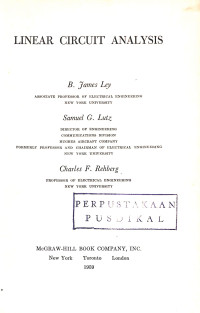 LINEAR CIRCUIT ANALYSIS
B. James Ley
ASSOCIATE PROFESSOR OF ELECTRICAL ENGINEERING
NEW YORK UNIVERSITY
Samuel G. Lutz
DIRECTOR OF ENGINEERING
COMMUNICATIONS DIVISION
HUGHES AIRCRAFT COMPANY
FORMERLY PROFESSOR AND CHAIRMAN OF ELECTRICAL ENGINEERING
NEW YORK UNIVERSITY
Charles F. Rehberg
PROFESSOR OF ELECTRICAL ENGINEERING
NEW YORK UNIVERSITY
PERPUSTAKAAN
PUSDIKAL
McGRAW-HILL BOOK COMPANY, INC.
New York Toronto London
1959